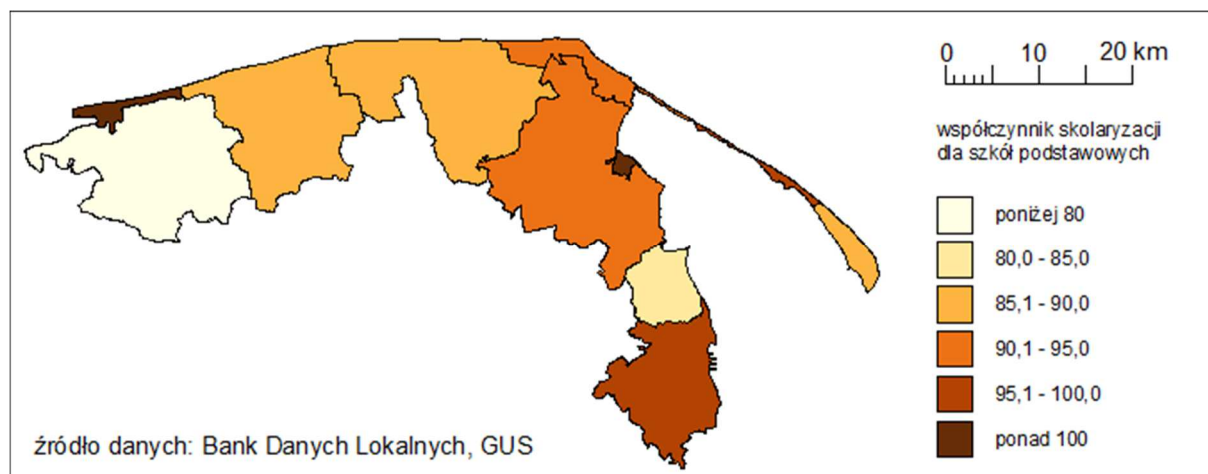 0 10 20 km
współczynnik skolaryzacji
dla szkół podstawowych
poniżej 80
80,0 - 85,0
85,1 - 90,0
90,1 - 95,0
95,1 - 100,0
ponad 100
źródło danych: Bank Danych Lokalnych, GUS